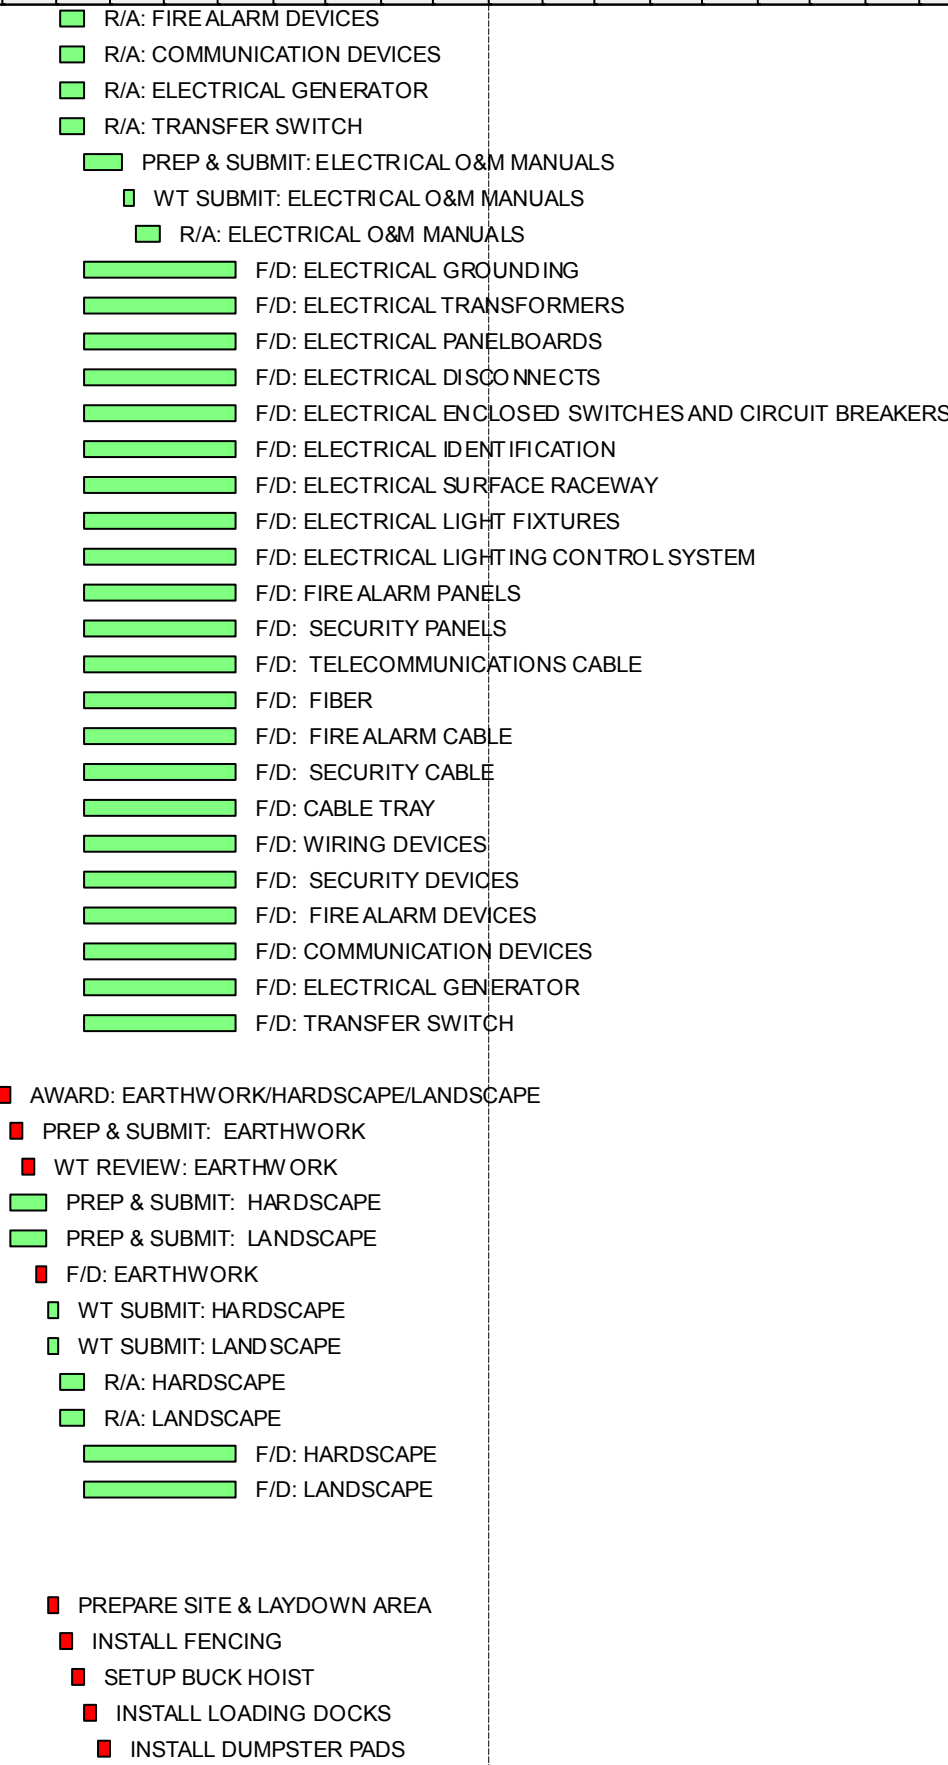 R/A: FIRE ALARM DEVICES
R/A: COMMUNICATION DEVICES
R/A: ELECTRICAL GENERATOR
R/A: TRANSFER SWITCH
PREP & SUBMIT: ELECTRICAL O&M MANUALS
WT SUBMIT: ELECTRICAL O&M MANUALS
R/A: ELECTRICAL O&M MANUALS
F/D: ELECTRICAL GROUNDING
F/D: ELECTRICAL TRANSFORMERS
F/D: ELECTRICAL PANELBOARDS
F/D: ELECTRICAL DISCONNECTS
F/D: ELECTRICAL ENCLOSED SWITCHES AND CIRCUIT BREAKERS
F/D: ELECTRICAL IDENTIFICATION
F/D: ELECTRICAL SURFACE RACEWAY
F/D: ELECTRICAL LIGHT FIXTURES
F/D: ELECTRICAL LIGHTING CONTROL SYSTEM
F/D: FIRE ALARM PANELS
F/D: SECURITY PANELS
F/D: TELECOMMUNICATIONS CABLE
F/D: FIBER
F/D: FIRE ALARM CABLE
F/D: SECURITY CABLE
F/D: CABLE TRAY
F/D: WIRING DEVICES
F/D: SECURITY DEVICES
F/D: FIRE ALARM DEVICES
F/D: COMMUNICATION DEVICES
F/D: ELECTRICAL GENERATOR
F/D: TRANSFER SWITCH
AWARD: EARTHWORK/HARDSCAPE/LANDSCAPE
PREP & SUBMIT: EARTHWORK
WT REVIEW: EARTHWORK
PREP & SUBMIT: HARDSCAPE
PREP & SUBMIT: LANDSCAPE
F/D: EARTHWORK
WT SUBMIT: HARDSCAPE
WT SUBMIT: LANDSCAPE
R/A: HARDSCAPE
R/A: LANDSCAPE
F/D: HARDSCAPE
F/D: LANDSCAPE
PREPARE SITE & LAYDOWN AREA
INSTALL FENCING
SETUP BUCK HOIST
INSTALL LOADING DOCKS
INSTALL DUMPSTER PADS